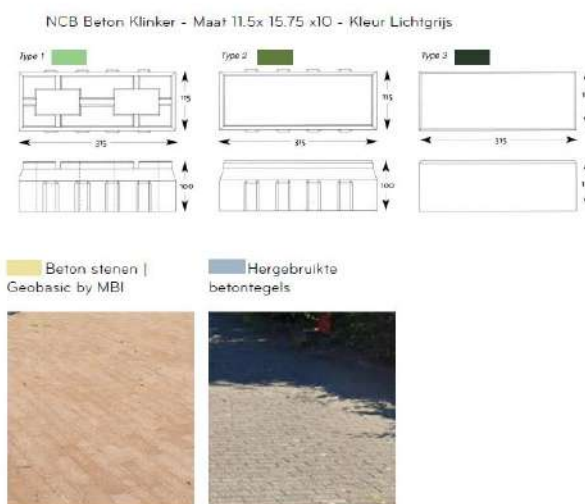 NCB Beton Klinker - Maat 11.5x 15.75 x10 - Kleur Lichtgrijs
Type 1
Type 2
Type 3
115
115
315
315
315
100
100
Beton stenen |
Geobasic by MBI
Hergebruikte
betontegels